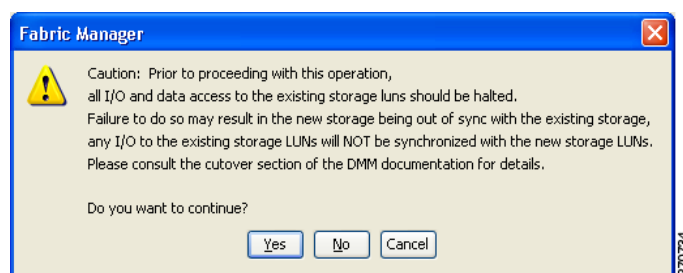 Fabric Manager
Caution: Prior to proceeding with this operation,
all I/O and data access to the existing storage luns should be halted.
Failure to do so may result in the new storage being out of sync with the existing storage,
any I/O to the existing storage LUNs will NOT be synchronized with the new storage LUNs.
Please consult the cutover section of the DMM documentation for details.
Do you want to continue?
Yes No Cancel